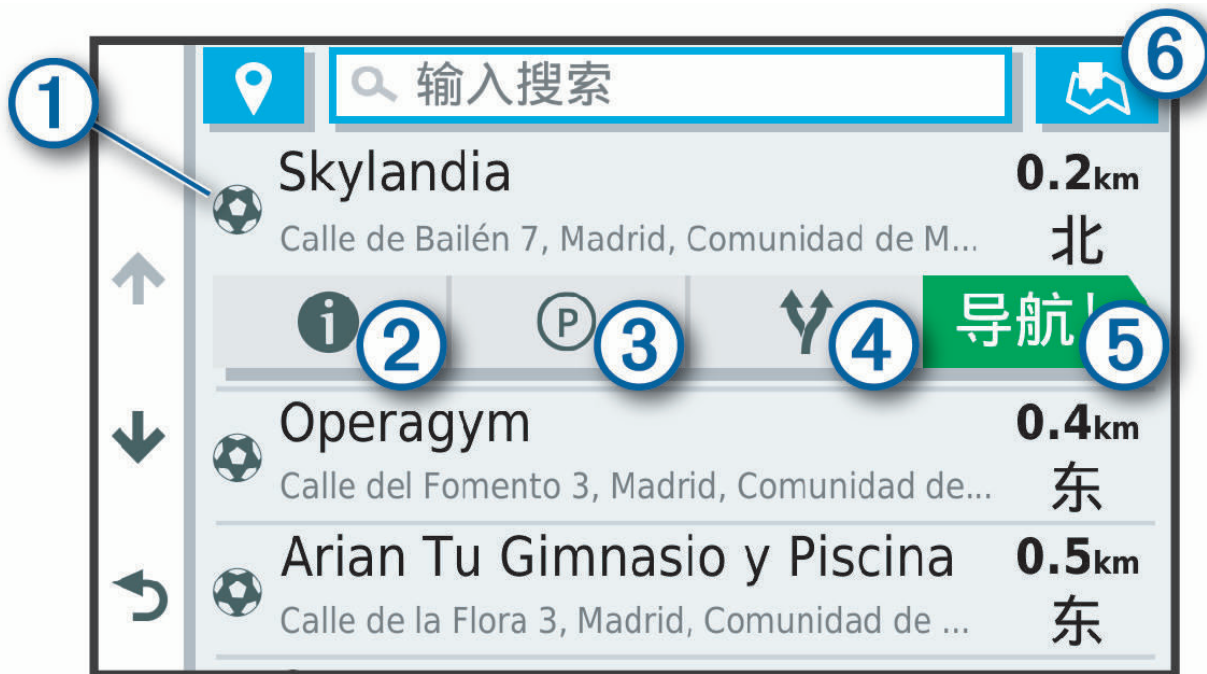 ⑥
①
输入搜索
Skylandia 0.2km
Calle de Bailén 7, Madrid, Comunidad de M... 北
② P ③ ④ 导航! ⑤
Operagym 0.4km
Calle del Fomento 3, Madrid, Comunidad de... 东
Arian Tu Gimnasio y Piscina 0.5km
Calle de la Flora 3, Madrid, Comunidad de ... 东